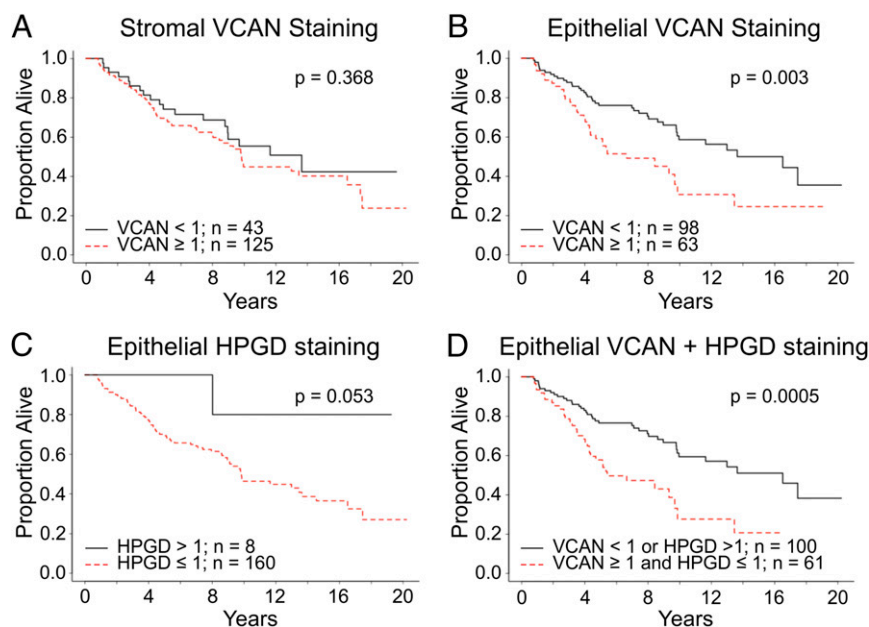 A
Stromal VCAN Staining
1.0
0.8
0.6
0.4
0.2
0.0
Proportion Alive
p = 0.368
VCAN < 1; n = 43
VCAN ≥ 1; n = 125
0 4 8 12 16 20
Years
B
Epithelial VCAN Staining
1.0
0.8
0.6
0.4
0.2
0.0
Proportion Alive
p = 0.003
VCAN < 1; n = 98
VCAN ≥ 1; n = 63
0 4 8 12 16 20
Years
C
Epithelial HPGD staining
1.0
0.8
0.6
0.4
0.2
0.0
Proportion Alive
p = 0.053
HPGD > 1; n = 8
HPGD ≤ 1; n = 160
0 4 8 12 16 20
Years
D
Epithelial VCAN + HPGD staining
1.0
0.8
0.6
0.4
0.2
0.0
Proportion Alive
p = 0.0005
VCAN < 1 or HPGD >1; n = 100
VCAN ≥ 1 and HPGD ≤ 1; n = 61
0 4 8 12 16 20
Years